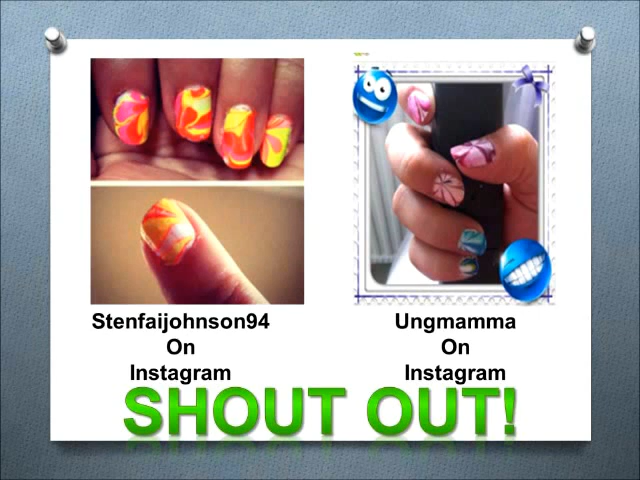 Stenfaijohnson94
On
Instagram
Ungmamma
On
Instagram
SHOUT OUT!